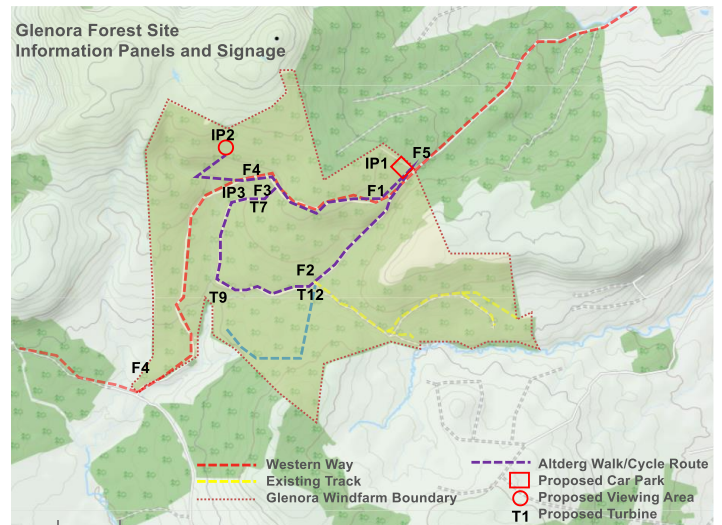 Glenora Forest Site
Information Panels and Signage
IP2
F5
IP1
F4
IP3
F3
F1
T7
F2
T9
T12
F4
Western Way
Existing Track
Glenora Windfarm Boundary
Altderg Walk/Cycle Route
Proposed Car Park
Proposed Viewing Area
T1 Proposed Turbine